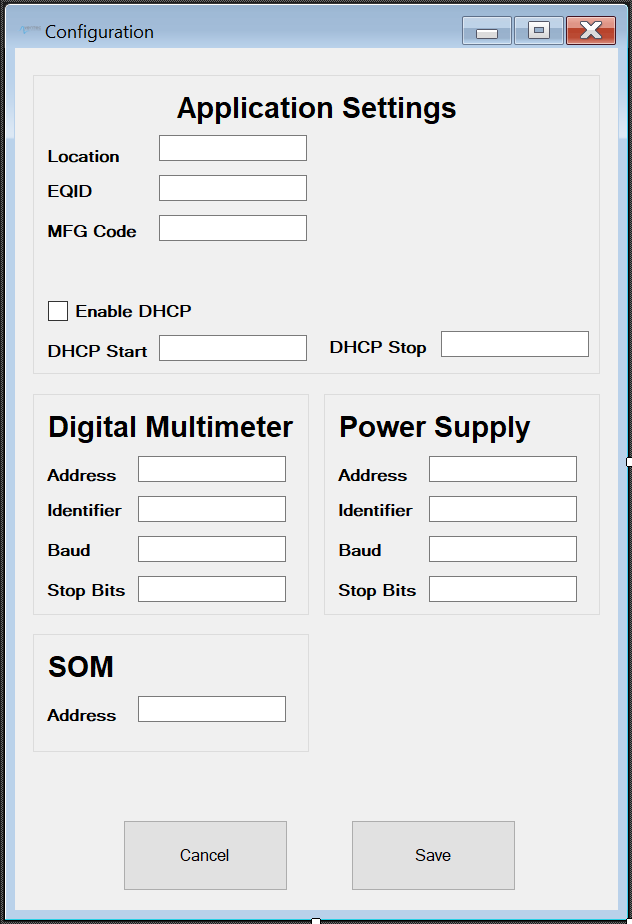 Configuration
Application Settings
Location
EQID
MFG Code
Enable DHCP
DHCP Start
DHCP Stop
Digital Multimeter
Address
Identifier
Baud
Stop Bits
Power Supply
Address
Identifier
Baud
Stop Bits
SOM
Address
Cancel
Save